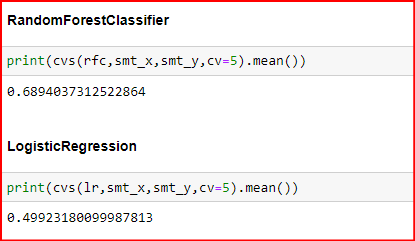 RandomForestClassifier
print(cvs(rfc,smt_x,smt_y,cv=5).mean())
0.6894037312522864
LogisticRegression
print(cvs(lr,smt_x,smt_y,cv=5).mean())
0.49923180099987813